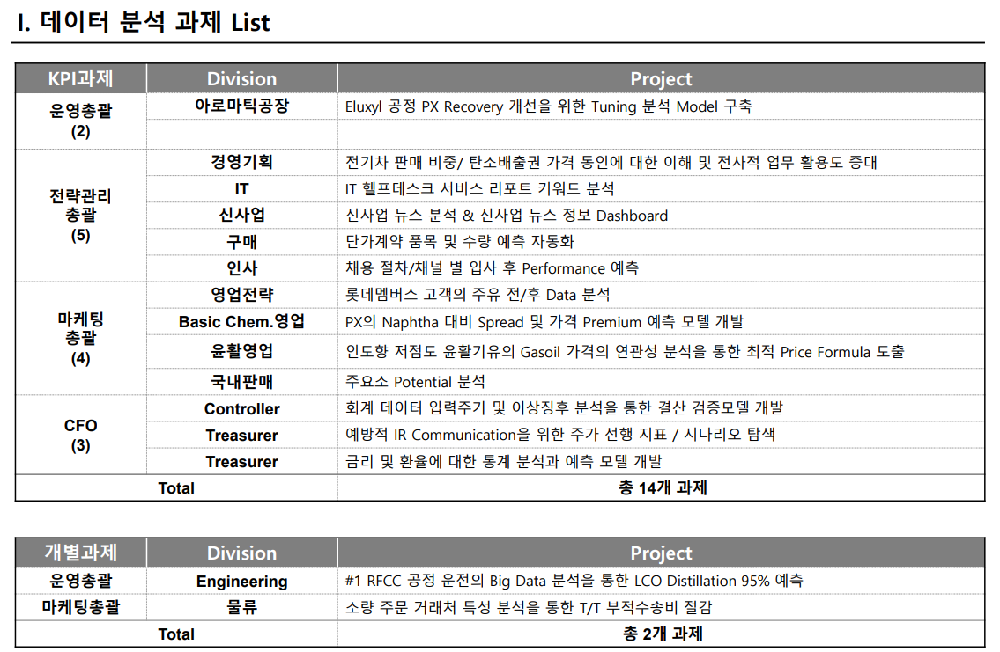 I. 데이터 분석 과제 List
KPI과제 Division Project
운영총괄
(2)
아로마틱공장 Eluxyl 공정 PX Recovery 개선을 위한 Tuning 분석 Model 구축
전략관리
총괄
(5)
경영기획 전기차 판매 비중/ 탄소배출권 가격 동인에 대한 이해 및 전사적 업무 활용도 증대
IT IT 헬프데스크 서비스 리포트 키워드 분석
신사업 신사업 뉴스 분석 & 신사업 뉴스 정보 Dashboard
구매 단가계약 품목 및 수량 예측 자동화
인사 채용 절차/채널 별 입사 후 Performance 예측
마케팅
총괄
(4)
영업전략 롯데멤버스 고객의 주유 전/후 Data 분석
Basic Chem.영업 PX의 Naphtha 대비 Spread 및 가격 Premium 예측 모델 개발
윤활영업 인도향 저점도 윤활기유의 Gasoil 가격의 연관성 분석을 통한 최적 Price Formula 도출
국내판매 주요소 Potential 분석
CFO
(3)
Controller 회계 데이터 입력주기 및 이상징후 분석을 통한 결산 검증모델 개발
Treasurer 예방적 IR Communication을 위한 주가 선행 지표 / 시나리오 탐색
Treasurer 금리 및 환율에 대한 통계 분석과 예측 모델 개발
Total 총 14개 과제
개별과제 Division Project
운영총괄 Engineering #1 RFCC 공정 운전의 Big Data 분석을 통한 LCO Distillation 95% 예측
마케팅총괄 물류 소량 주문 거래처 특성 분석을 통한 T/T 부적수송비 절감
Total 총 2개 과제